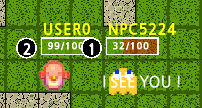 USER0 NPC5224
2 99/100 1 32/100
I SEE YOU !